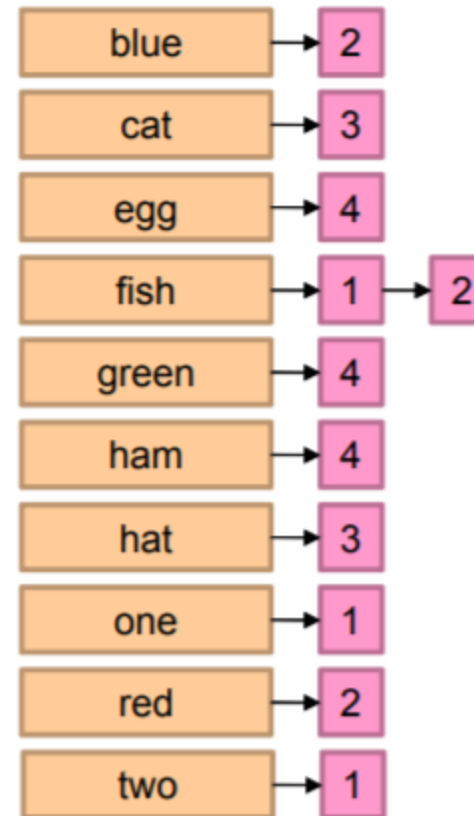 blue 2
cat 3
egg 4
fish 1 2
green 4
ham 4
hat 3
one 1
red 2
two 1